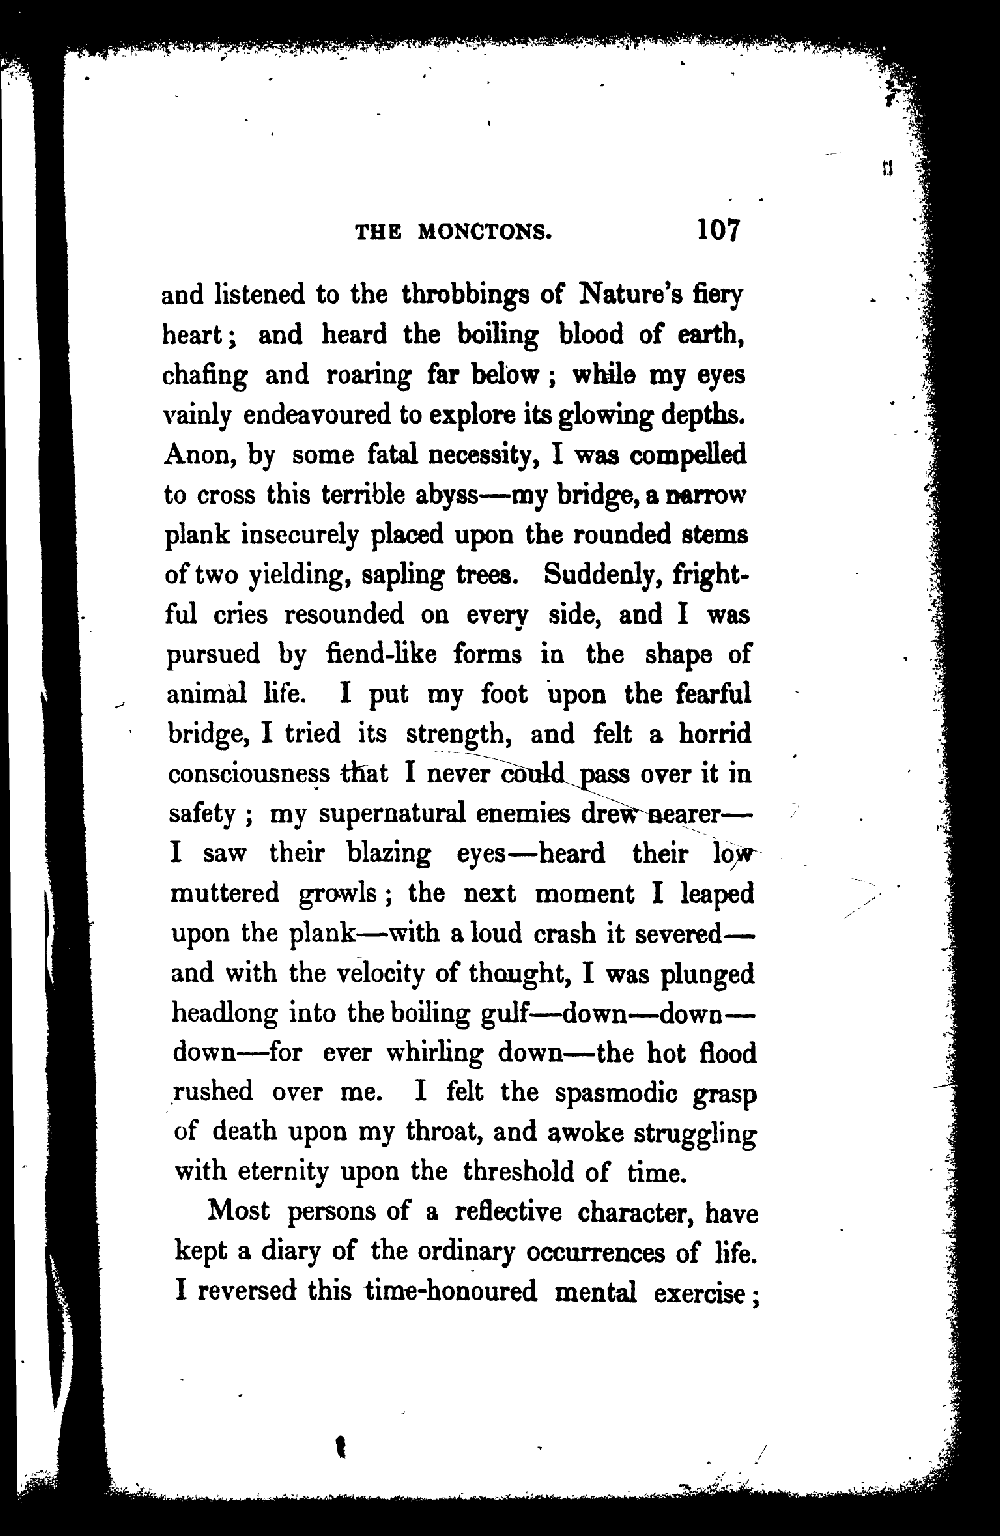 THE MONCTONS. 107
and listened to the throbbings of Nature's fiery
heart; and heard the boiling blood of earth,
chafing and roaring far below; while my eyes
vainly endeavoured to explore its glowing depths.
Anon, by some fatal necessity, I was compelled
to cross this terrible abyss—my bridge, a narrow
plank insecurely placed upon the rounded stems
of two yielding, sapling trees. Suddenly, fright-
ful cries resounded on every side, and I was
pursued by fiend-like forms in the shape of
animal life. I put my foot upon the fearful
bridge, I tried its strength, and felt a horrid
consciousness that I never could pass over it in
safety; my supernatural enemies drew nearer—
I saw their blazing eyes—heard their low
muttered growls; the next moment I leaped
upon the plank—with a loud crash it severed—
and with the velocity of thought, I was plunged
headlong into the boiling gulf—down—down—
down—for ever whirling down—the hot flood
rushed over me. I felt the spasmodic grasp
of death upon my throat, and awoke struggling
with eternity upon the threshold of time.
Most persons of a reflective character, have
kept a diary of the ordinary occurrences of life.
I reversed this time-honoured mental exercise;